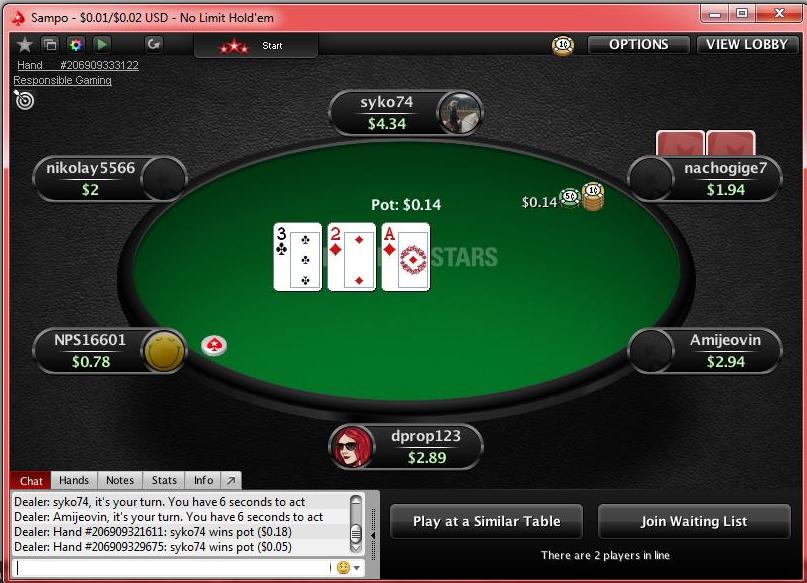 Sampo - $0.01/$0.02 USD - No Limit Hold'em
Start
1¢
OPTIONS
VIEW LOBBY
Hand #206909333122
Responsible Gaming
syko74
$4.34
nikolay5566
$2
nachogige7
$1.94
Pot: $0.14
$0.14
5¢
1¢
3
2
A
STARS
NPS16601
$0.78
Amijeovin
$2.94
dprop123
$2.89
Chat
Hands
Notes
Stats
Info
Dealer: syko74, it's your turn. You have 6 seconds to act
Dealer: Amijeovin, it's your turn. You have 6 seconds to act
Dealer: Hand #206909321611: syko74 wins pot ($0.18)
Dealer: Hand #206909329675: syko74 wins pot ($0.05)
Play at a Similar Table
Join Waiting List
There are 2 players in line